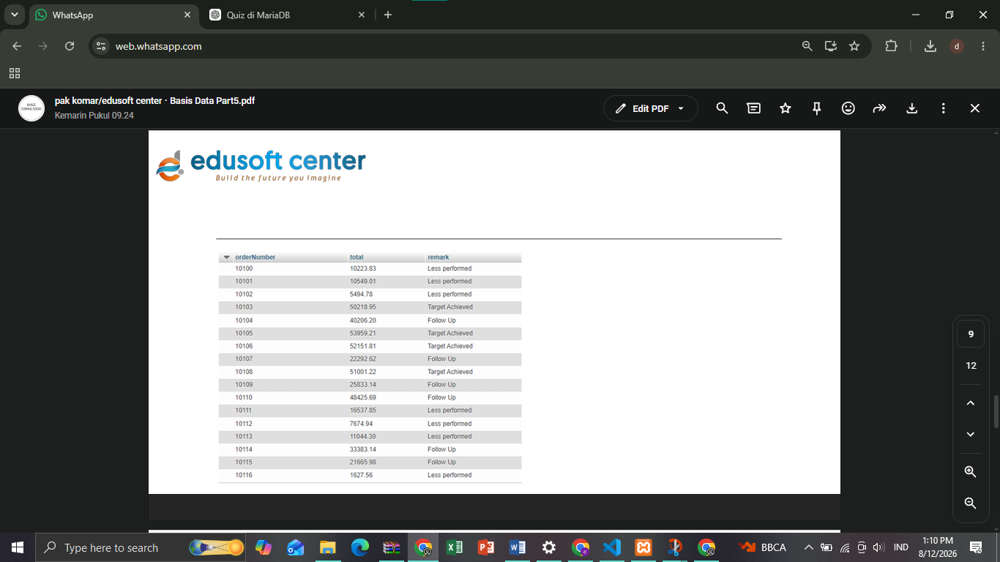 WhatsApp
Quiz di MariaDB
web.whatsapp.com
d
IMAGE
COMING SOON!
pak komar/edusoft center · Basis Data Part5.pdf
Kemarin Pukul 09.24
Edit PDF
edusoft center
Build the future you imagine
orderNumber total remark
10100 10223.83 Less performed
10101 10549.01 Less performed
10102 5494.78 Less performed
10103 50218.95 Target Achieved
10104 40206.20 Follow Up
10105 53959.21 Target Achieved
10106 52151.81 Target Achieved
10107 22292.62 Follow Up
10108 51001.22 Target Achieved
10109 25833.14 Follow Up
10110 48425.69 Follow Up
10111 16537.85 Less performed
10112 7674.94 Less performed
10113 11044.30 Less performed
10114 33383.14 Follow Up
10115 21665.98 Follow Up
10116 1627.56 Less performed
9
12
Type here to search
BBCA
IND
1:10 PM
8/12/2026